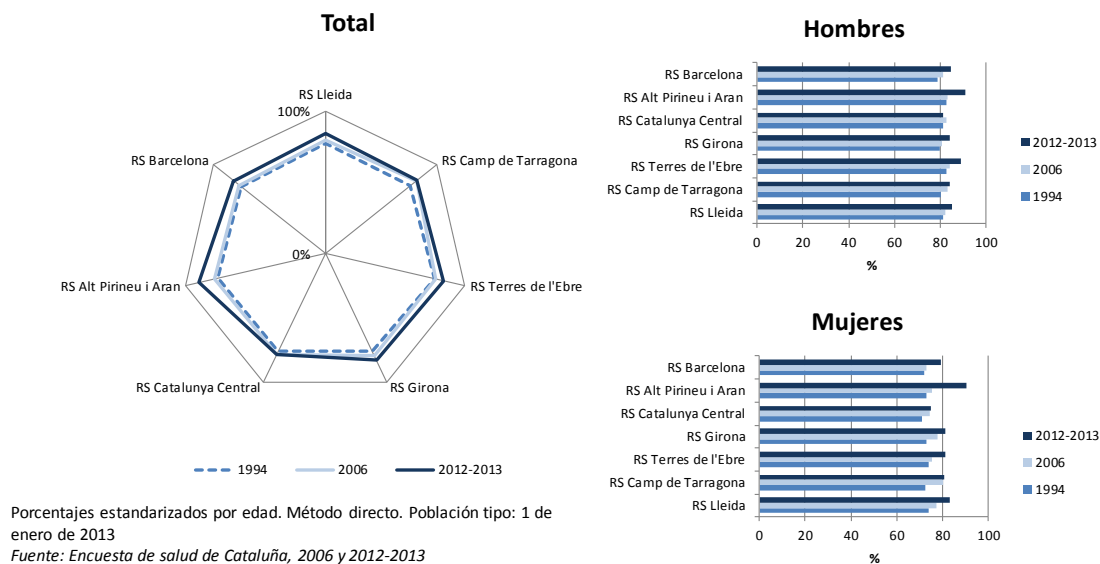 Total
RS Lleida
100%
RS Barcelona
RS Camp de Tarragona
0%
RS Alt Pirineu i Aran
RS Terres de l'Ebre
RS Catalunya Central
RS Girona
1994
2006
2012-2013
Porcentajes estandarizados por edad. Método directo. Población tipo: 1 de
enero de 2013
Fuente: Encuesta de salud de Cataluña, 2006 y 2012-2013
Hombres
RS Barcelona
RS Alt Pirineu i Aran
RS Catalunya Central
RS Girona
RS Terres de l'Ebre
RS Camp de Tarragona
RS Lleida
0 20 40 60 80 100
%
2012-2013
2006
1994
Mujeres
RS Barcelona
RS Alt Pirineu i Aran
RS Catalunya Central
RS Girona
RS Terres de l'Ebre
RS Camp de Tarragona
RS Lleida
0 20 40 60 80 100
%
2012-2013
2006
1994